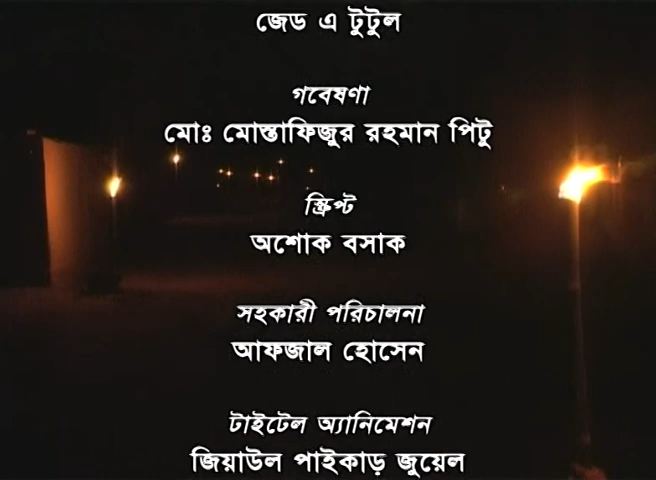 জেড এ টুটুল
গবেষণা
মোঃ মোস্তাফিজুর রহমান পিটু
স্ক্রিপ্ট
অশোক বসাক
সহকারী পরিচালনা
আফজাল হোসেন
টাইটেল অ্যানিমেশন
জিয়াউল পাইকাড় জুয়েল